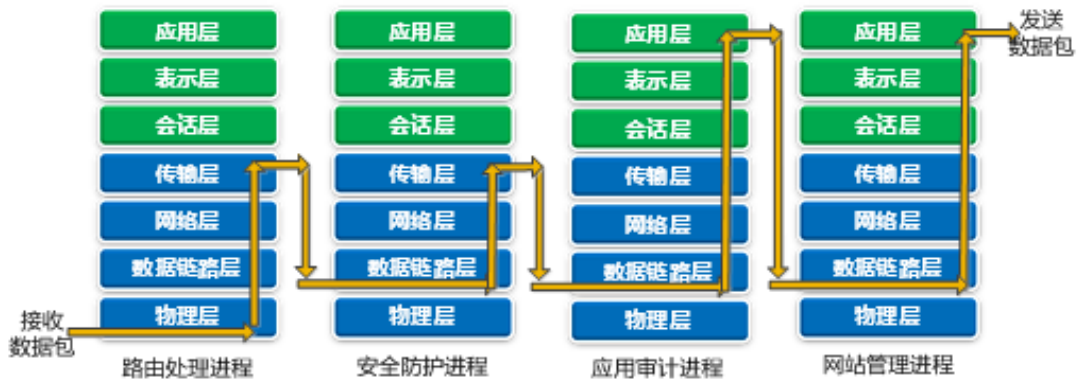 应用层
表示层
会话层
传输层
网络层
数据链路层
物理层
路由处理进程
应用层
表示层
会话层
传输层
网络层
数据链路层
物理层
安全防护进程
应用层
表示层
会话层
传输层
网络层
数据链路层
物理层
应用审计进程
应用层
表示层
会话层
传输层
网络层
数据链路层
物理层
网站管理进程
接收
数据包
发送
数据包